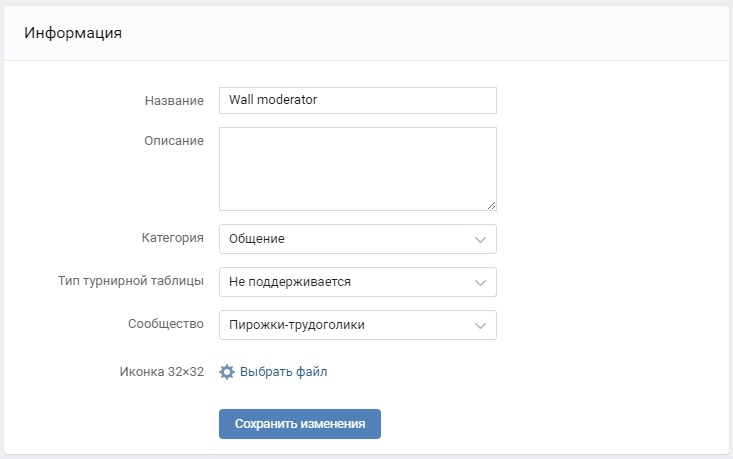 Информация
Название Wall moderator
Описание
Категория Общение
Тип турнирной таблицы Не поддерживается
Сообщество Пирожки-трудоголики
Иконка 32×32 Выбрать файл
Сохранить изменения